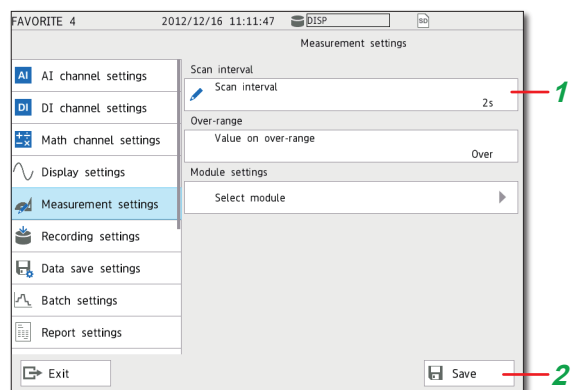 FAVORITE 4 2012/12/16 11:11:47 DISP SD
Measurement settings
AI AI channel settings
DI DI channel settings
Math channel settings
Display settings
Measurement settings
Recording settings
Data save settings
Batch settings
Report settings
Scan interval
Scan interval
2s
1
Over-range
Value on over-range
Over
Module settings
Select module
Exit
Save
2